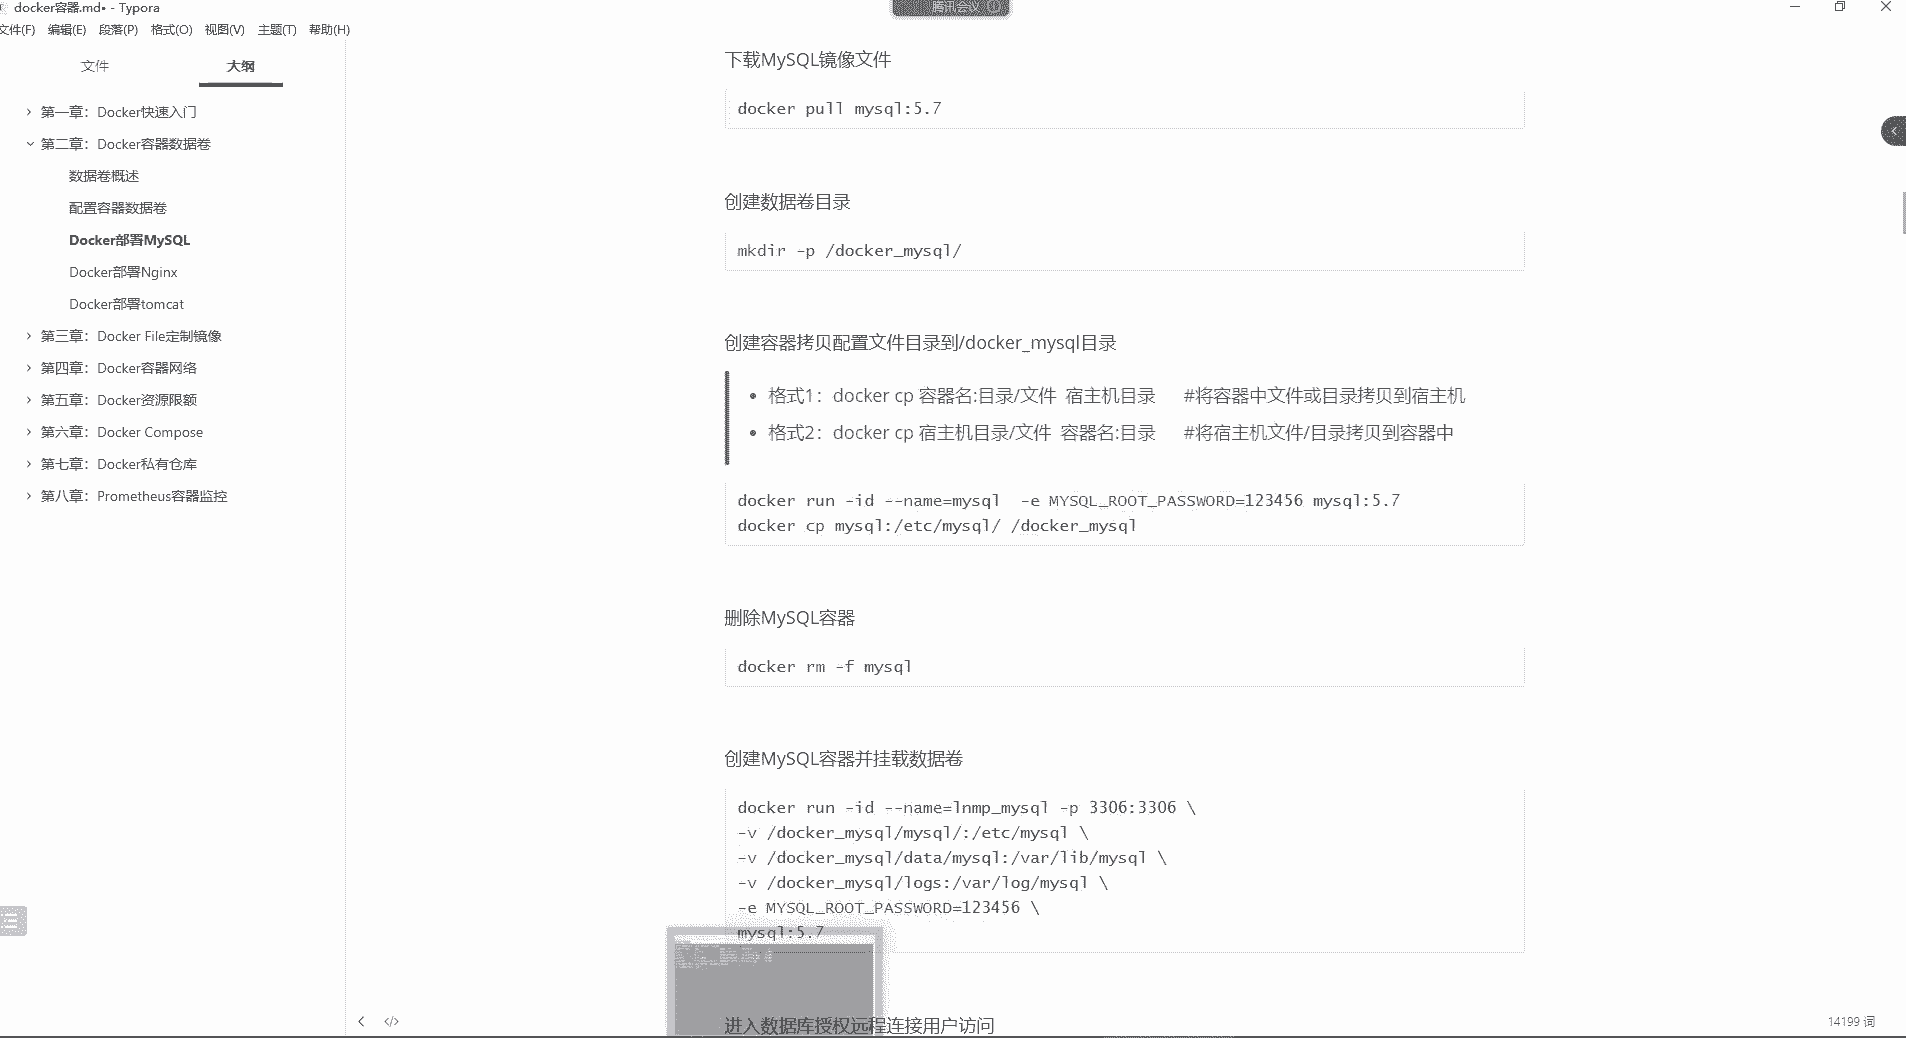 docker容器.md• - Typora
腾讯会议
文件(F) 编辑(E) 段落(P) 格式(O) 视图(V) 主题(T) 帮助(H)
文件 大纲
第一章：Docker快速入门
第二章：Docker容器数据卷
数据卷概述
配置容器数据卷
Docker部署MySQL
Docker部署Nginx
Docker部署tomcat
第三章：Docker File定制镜像
第四章：Docker容器网络
第五章：Docker资源限额
第六章：Docker Compose
第七章：Docker私有仓库
第八章：Prometheus容器监控
下载MySQL镜像文件
docker pull mysql:5.7
创建数据卷目录
mkdir -p /docker_mysql/
创建容器拷贝配置文件目录到/docker_mysql目录
• 格式1：docker cp 容器名:目录/文件 宿主机目录 #将容器中文件或目录拷贝到宿主机
• 格式2：docker cp 宿主机目录/文件 容器名:目录 #将宿主机文件/目录拷贝到容器中
docker run -id --name=mysql -e MYSQL_ROOT_PASSWORD=123456 mysql:5.7
docker cp mysql:/etc/mysql/ /docker_mysql
删除MySQL容器
docker rm -f mysql
创建MySQL容器并挂载数据卷
docker run -id --name=lnmp_mysql -p 3306:3306 \
-v /docker_mysql/mysql/:/etc/mysql \
-v /docker_mysql/data/mysql:/var/lib/mysql \
-v /docker_mysql/logs:/var/log/mysql \
-e MYSQL_ROOT_PASSWORD=123456 \
mysql:5.7
进入数据库授权远程连接用户访问
14199 词